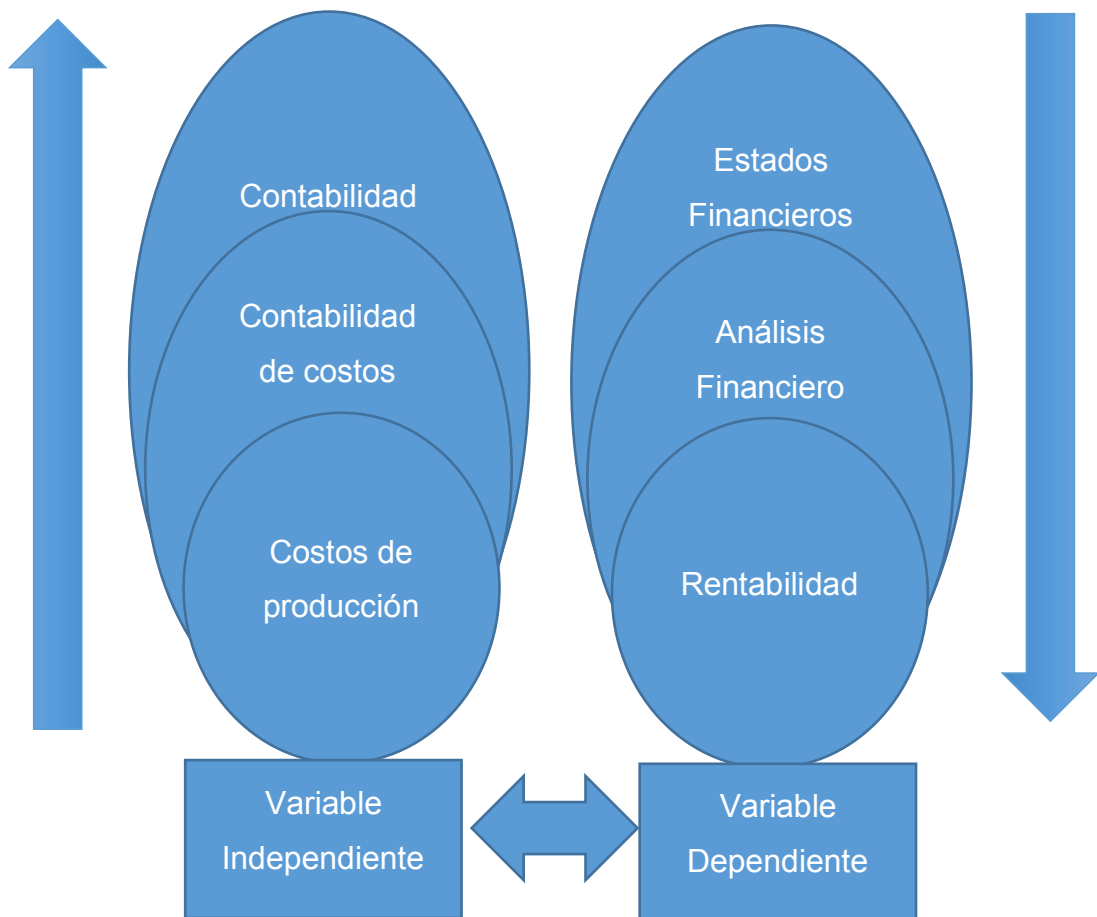 Contabilidad
Contabilidad
de costos
Costos de
producción
Variable
Independiente
Estados
Financieros
Análisis
Financiero
Rentabilidad
Variable
Dependiente